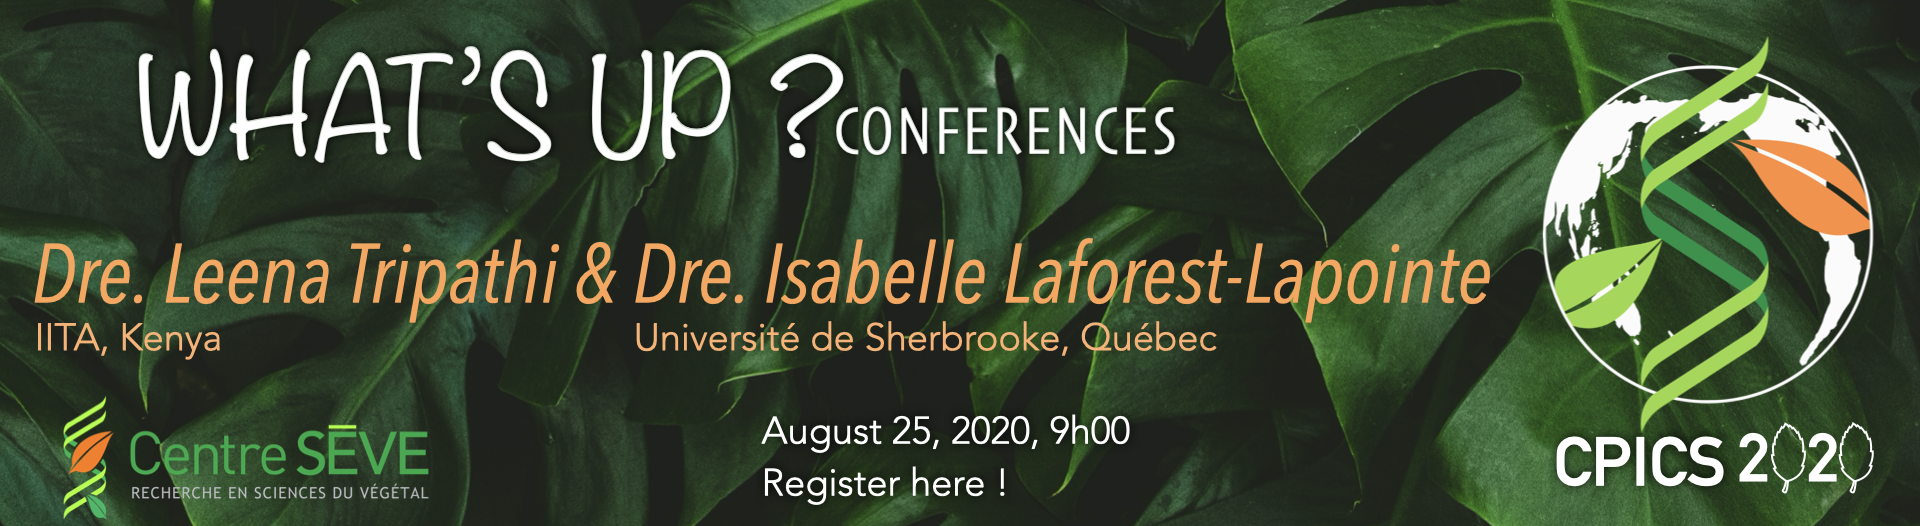 WHAT'S UP ? CONFERENCES
Dre. Leena Tripathi & Dre. Isabelle Laforest-Lapointe
IITA, Kenya
Université de Sherbrooke, Québec
Centre SĒVE
RECHERCHE EN SCIENCES DU VÉGÉTAL
August 25, 2020, 9h00
Register here !
CPICS 2020